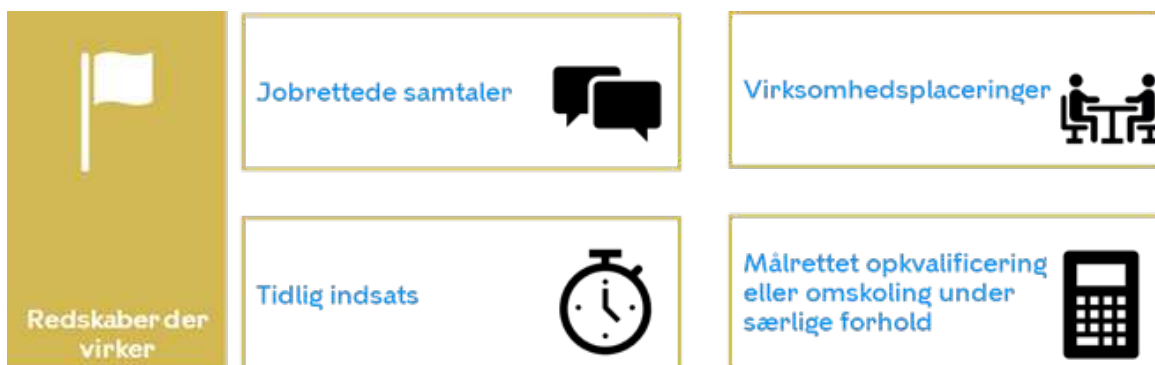 Redskaber der
virker
Jobrettede samtaler
Virksomhedsplaceringer
Tidlig indsats
Målrettet opkvalificering
eller omskoling under
særlige forhold